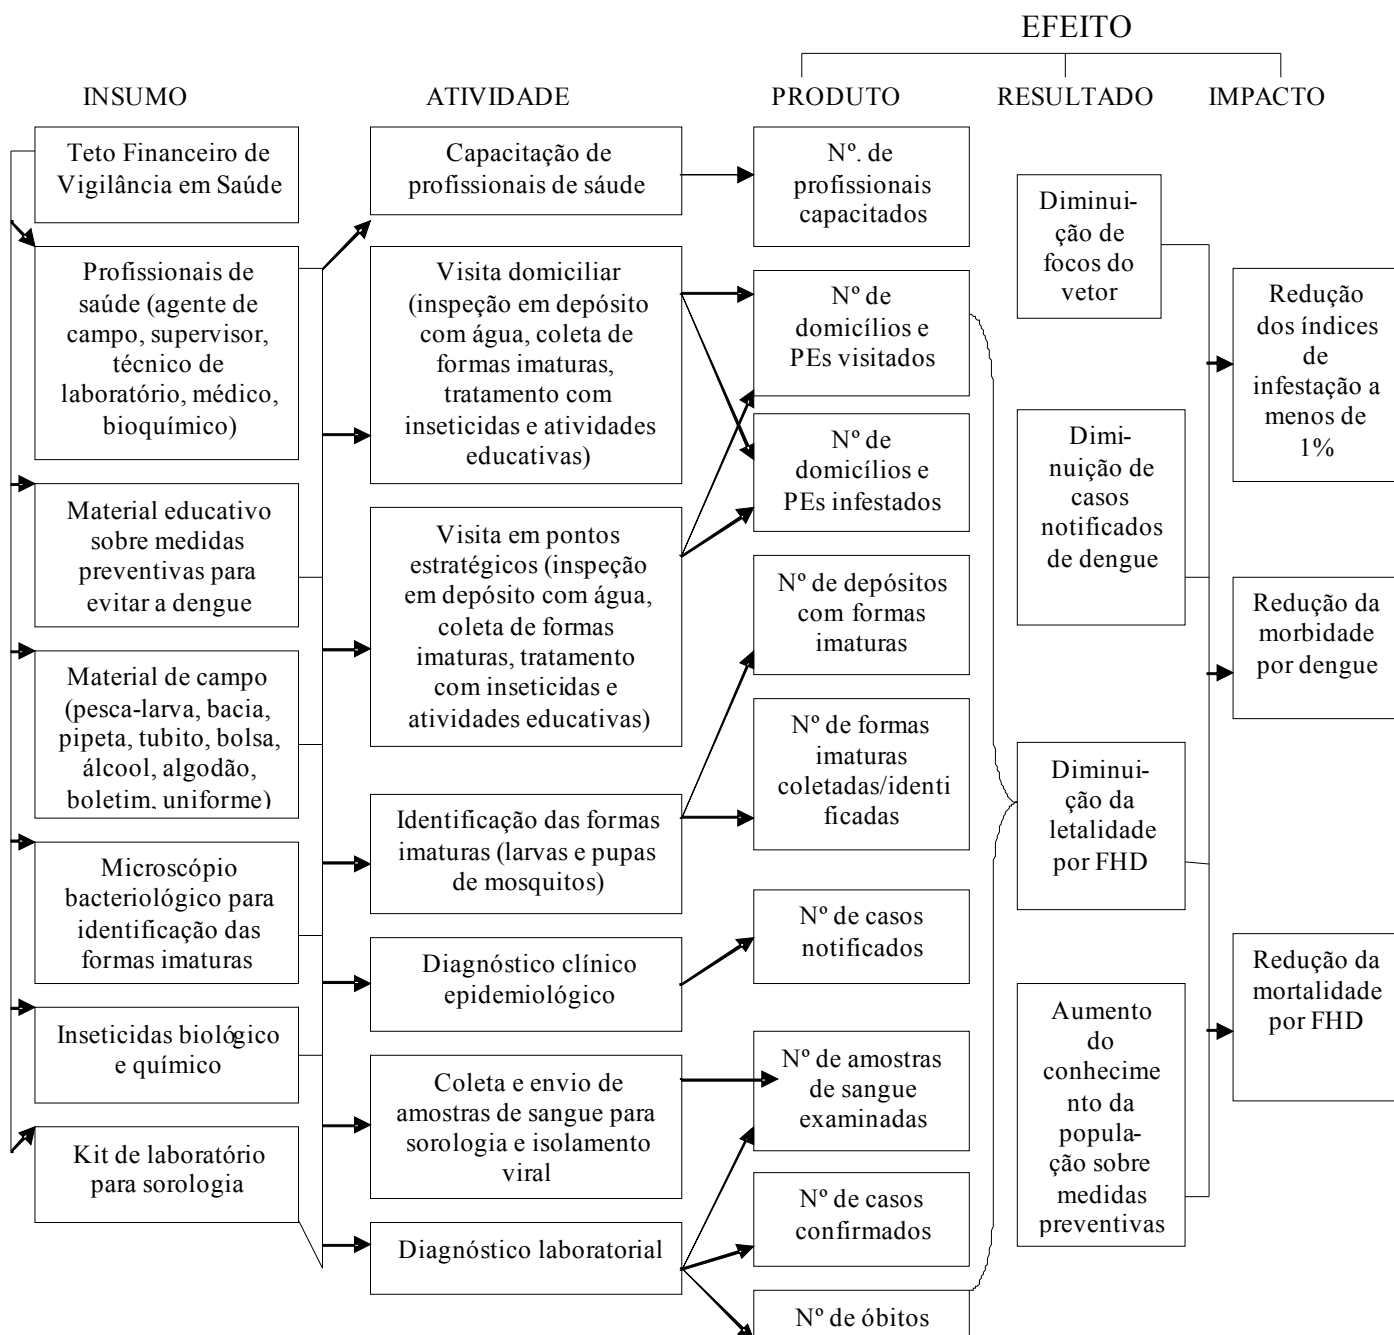 EFEITO
INSUMO
ATIVIDADE
PRODUTO
RESULTADO
IMPACTO
Teto Financeiro de
Vigilância em Saúde
Profissionais de
saúde (agente de
campo, supervisor,
técnico de
laboratório, médico,
bioquímico)
Material educativo
sobre medidas
preventivas para
evitar a dengue
Material de campo
(pesca-larva, bacia,
pipeta, tubito, bolsa,
álcool, algodão,
boletim, uniforme)
Microscópio
bacteriológico para
identificação das
formas imaturas
Inseticidas biológico
e químico
Kit de laboratório
para sorologia
Capacitação de
profissionais de sáude
Visita domiciliar
(inspeção em depósito
com água, coleta de
formas imaturas,
tratamento com
inseticidas e atividades
educativas)
Visita em pontos
estratégicos (inspeção
em depósito com água,
coleta de formas
imaturas, tratamento
com inseticidas e
atividades educativas)
Identificação das formas
imaturas (larvas e pupas
de mosquitos)
Diagnóstico clínico
epidemiológico
Coleta e envio de
amostras de sangue para
sorologia e isolamento
viral
Diagnóstico laboratorial
Nº. de
profissionais
capacitados
Nº de
domicílios e
PEs visitados
Nº de
domicílios e
PEs infestados
Nº de depósitos
com formas
imaturas
Nº de formas
imaturas
coletadas/identi
ficadas
Nº de casos
notificados
Nº de amostras
de sangue
examinadas
Nº de casos
confirmados
Nº de óbitos
Diminui-
ção de
focos do
vetor
Dimi-
nuição de
casos
notificados
de dengue
Diminui-
ção da
letalidade
por FHD
Aumento
do
conhecime
nto da
popula-
ção sobre
medidas
preventivas
Redução
dos índices
de
infestação a
menos de
1%
Redução da
morbidade
por dengue
Redução da
mortalidade
por FHD